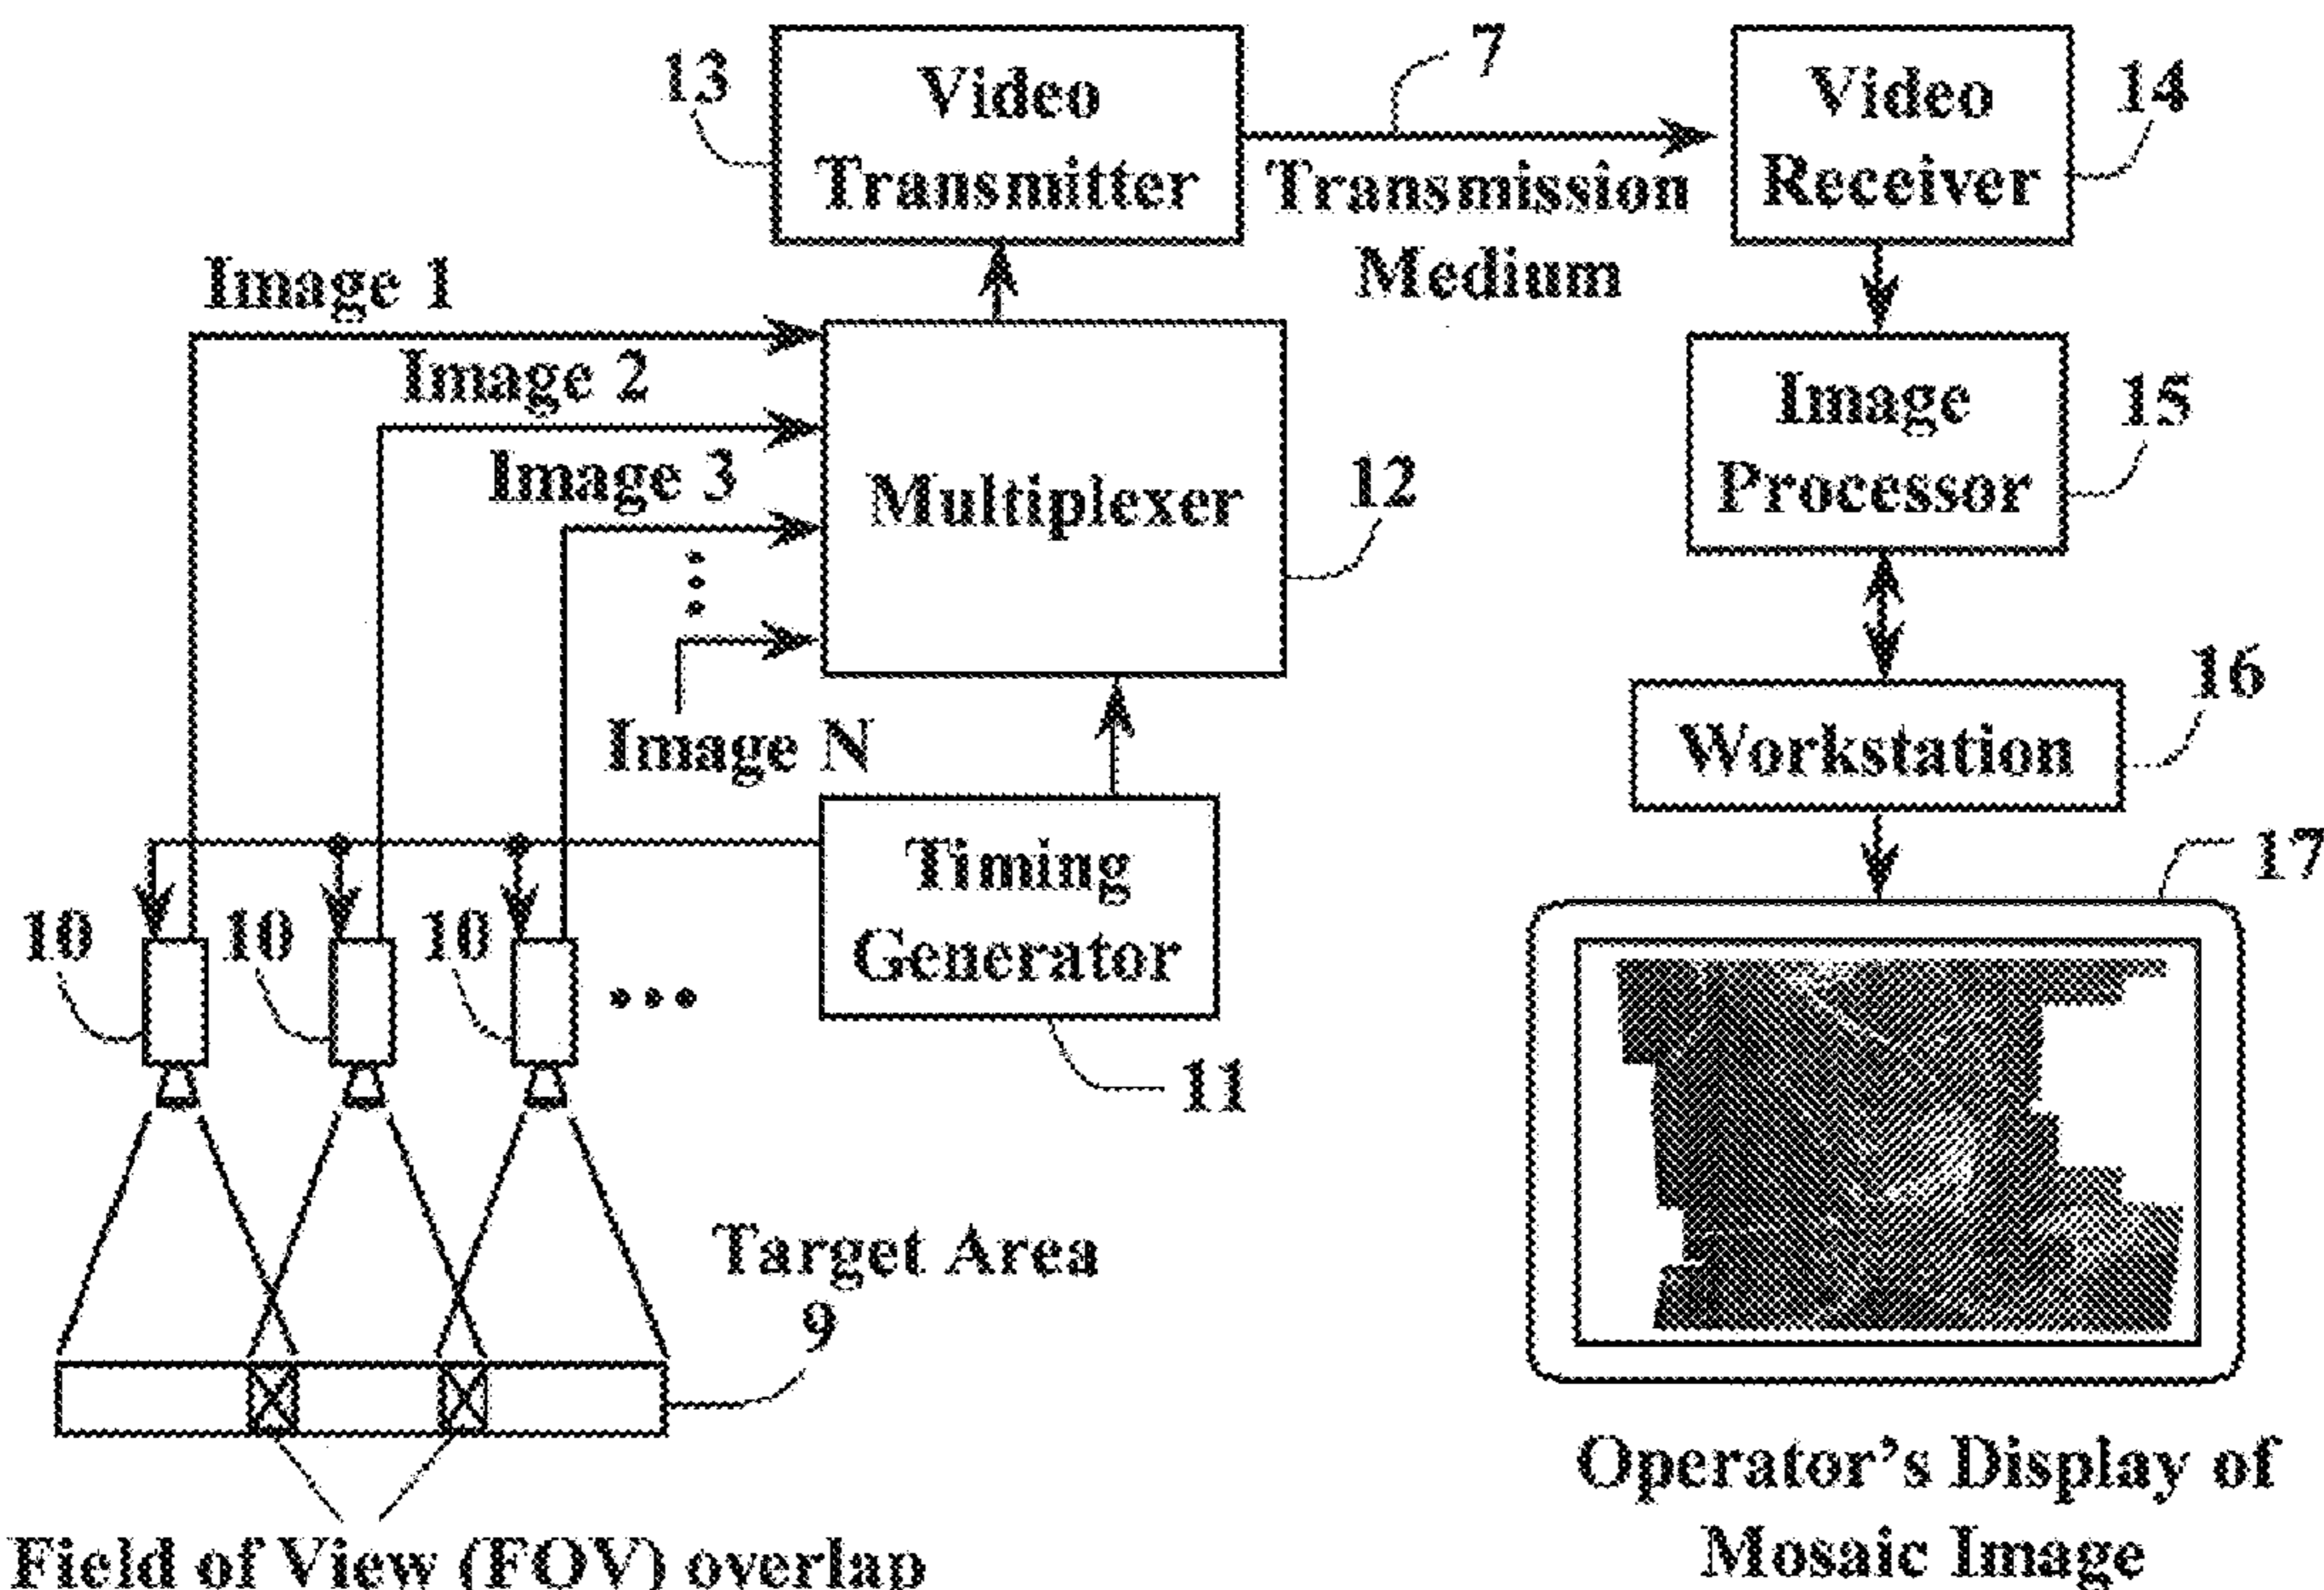 13
Video
Transmitter
7
Transmission
Medium
Video
Receiver
14
Image 1
Image 2
Image 3
Image N
Multiplexer
12
Image
Processor
15
Workstation
16
Timing
Generator
11
10
10
10
17
Target Area
9
Field of View (FOV) overlap
Operator's Display of
Mosaic Image